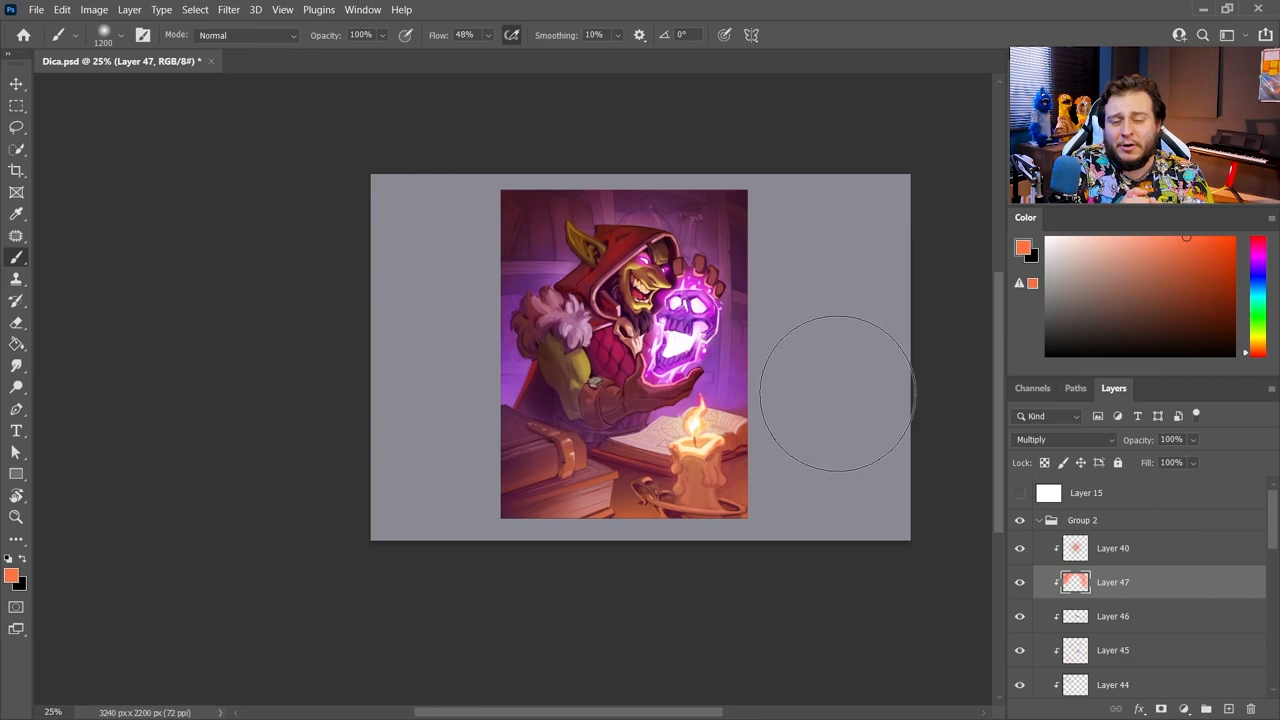 Ps File Edit Image Layer Type Select Filter 3D View Plugins Window Help
1200 Mode: Normal Opacity: 100% Flow: 48% Smoothing: 10% 0°
Dica.psd @ 25% (Layer 47, RGB/8#) *
Color
Channels Paths Layers
Kind
Multiply Opacity: 100%
Lock: Fill: 100%
Layer 15
Group 2
Layer 40
Layer 47
Layer 46
Layer 45
Layer 44
25% 3240 px x 2200 px (72 ppi)